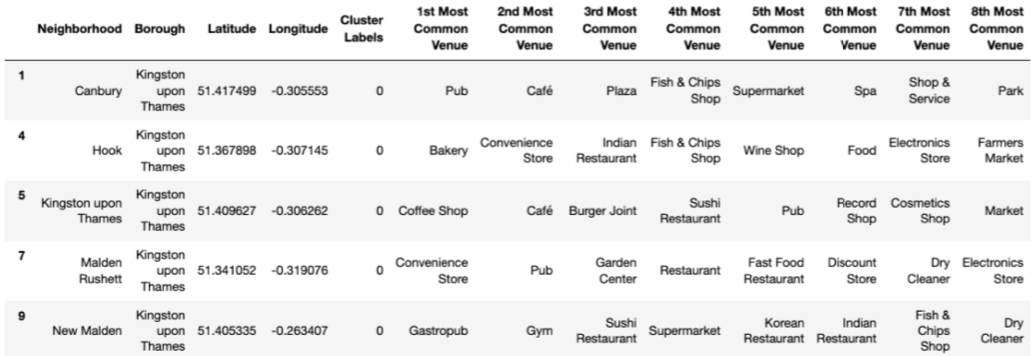 Neighborhood Borough Latitude Longitude Cluster Labels 1st Most Common Venue 2nd Most Common Venue 3rd Most Common Venue 4th Most Common Venue 5th Most Common Venue 6th Most Common Venue 7th Most Common Venue 8th Most Common Venue
1 Canbury Kingston upon Thames 51.417499 -0.305553 0 Pub Café Plaza Fish & Chips Shop Supermarket Spa Shop & Service Park
4 Hook Kingston upon Thames 51.367898 -0.307145 0 Bakery Convenience Store Indian Restaurant Fish & Chips Shop Wine Shop Food Electronics Store Farmers Market
5 Kingston upon Thames Kingston upon Thames 51.409627 -0.306262 0 Coffee Shop Café Burger Joint Sushi Restaurant Pub Record Shop Cosmetics Shop Market
7 Malden Rushett Kingston upon Thames 51.341052 -0.319076 0 Convenience Store Pub Garden Center Restaurant Fast Food Restaurant Discount Store Dry Cleaner Electronics Store
9 New Malden Kingston upon Thames 51.405335 -0.263407 0 Gastropub Gym Sushi Restaurant Supermarket Korean Restaurant Indian Restaurant Fish & Chips Shop Dry Cleaner